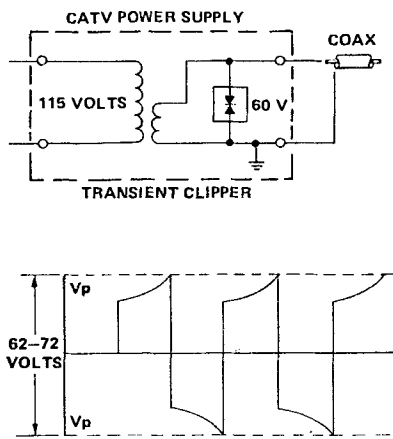 CATV POWER SUPPLY
COAX
115 VOLTS
60 V
TRANSIENT CLIPPER
Vp
62–72
VOLTS
Vp